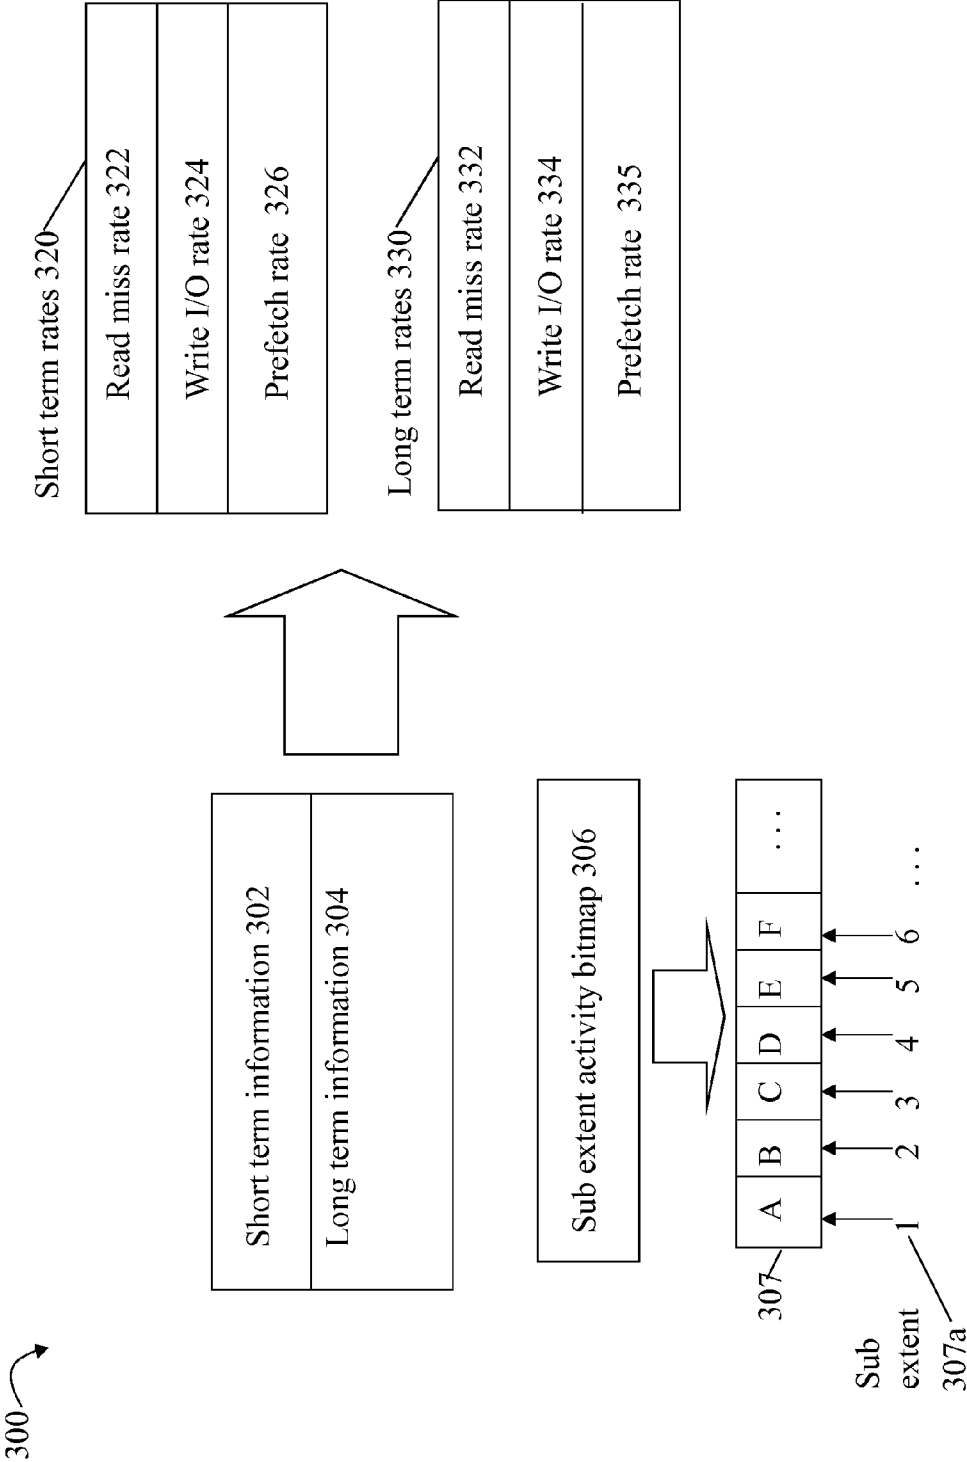 300
Short term information 302
Long term information 304
Short term rates 320
Read miss rate 322
Write I/O rate 324
Prefetch rate 326
Long term rates 330
Read miss rate 332
Write I/O rate 334
Prefetch rate 335
Sub extent activity bitmap 306
307
A B C D E F ...
Sub
extent
1 2 3 4 5 6 ...
307a